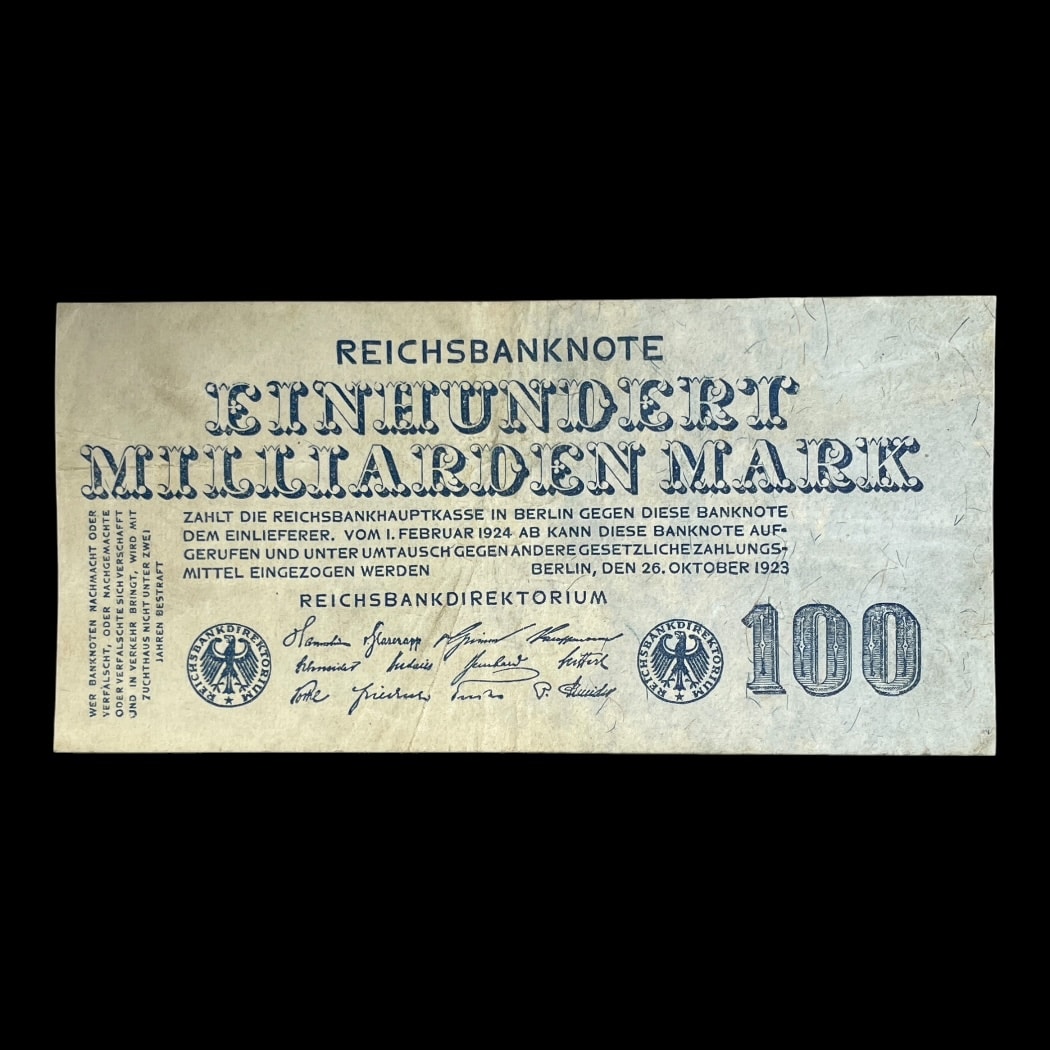 REICHSBANKNOTE
EINHUNDERT
MILLIARDEN MARK
ZAHLT DIE REICHSBANKHAUPTKASSE IN BERLIN GEGEN DIESE BANKNOTE
DEM EINLIEFERER. VOM 1. FEBRUAR 1924 AB KANN DIESE BANKNOTE AUF-
GERUFEN UND UNTER UMTAUSCH GEGEN ANDERE GESETZLICHE ZAHLUNGS-
MITTEL EINGEZOGEN WERDEN BERLIN, DEN 26. OKTOBER 1923
REICHSBANKDIREKTORIUM
WER BANKNOTEN NACHMACHT ODER
VERFÄLSCHT, ODER NACHGEMACHTE
ODER VERFÄLSCHTE SICH VERSCHAFFT
UND IN VERKEHR BRINGT, WIRD MIT
ZUCHTHAUS NICHT UNTER ZWEI
JAHREN BESTRAFT
REICHSBANKDIREKTORIUM
REICHSBANKDIREKTORIUM
100